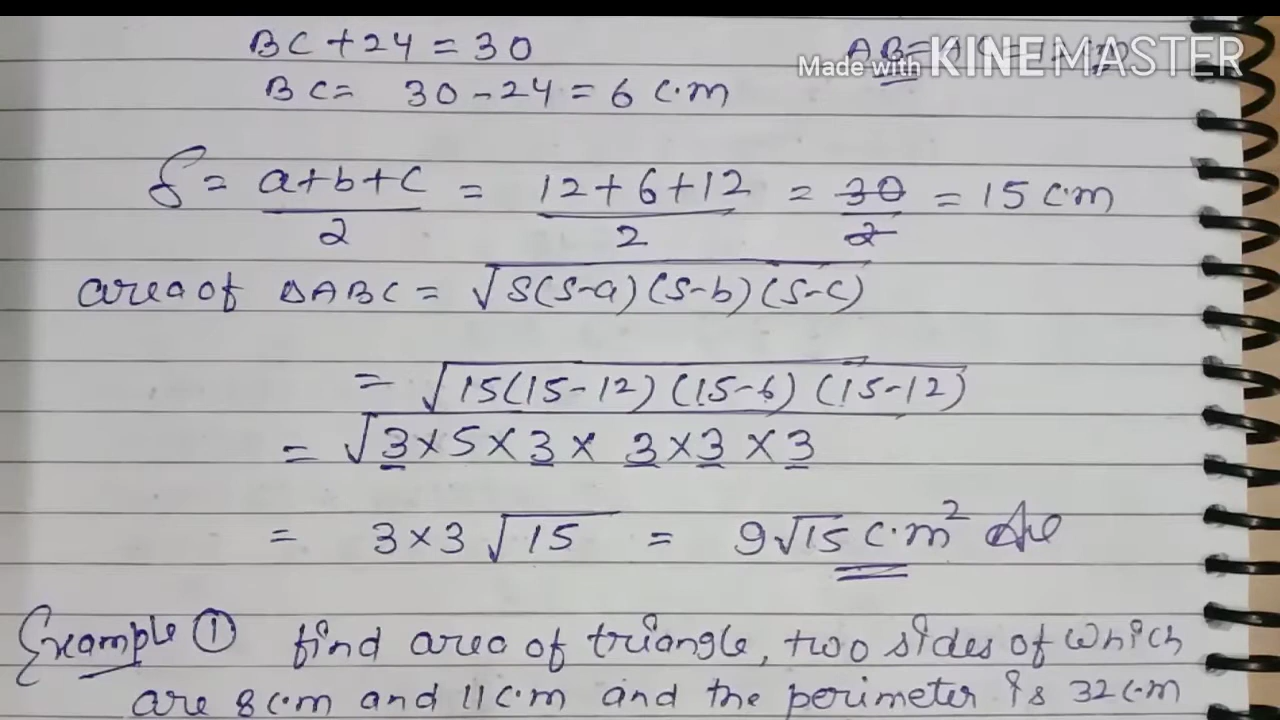 BC + 24 = 30
AB =
Made with KINEMASTER
BC = 30 - 24 = 6 c.m
S = a+b+c / 2 = 12+6+12 / 2 = 30 / 2 = 15 c.m
area of ΔABC = √S(S-a)(S-b)(S-c)
= √15(15-12)(15-6)(15-12)
= √3×5×3×3×3×3
= 3×3√15 = 9√15 c.m²
Example ① find area of triangle, two sides of which
are 8 c.m and 11 c.m and the perimeter is 32 c.m